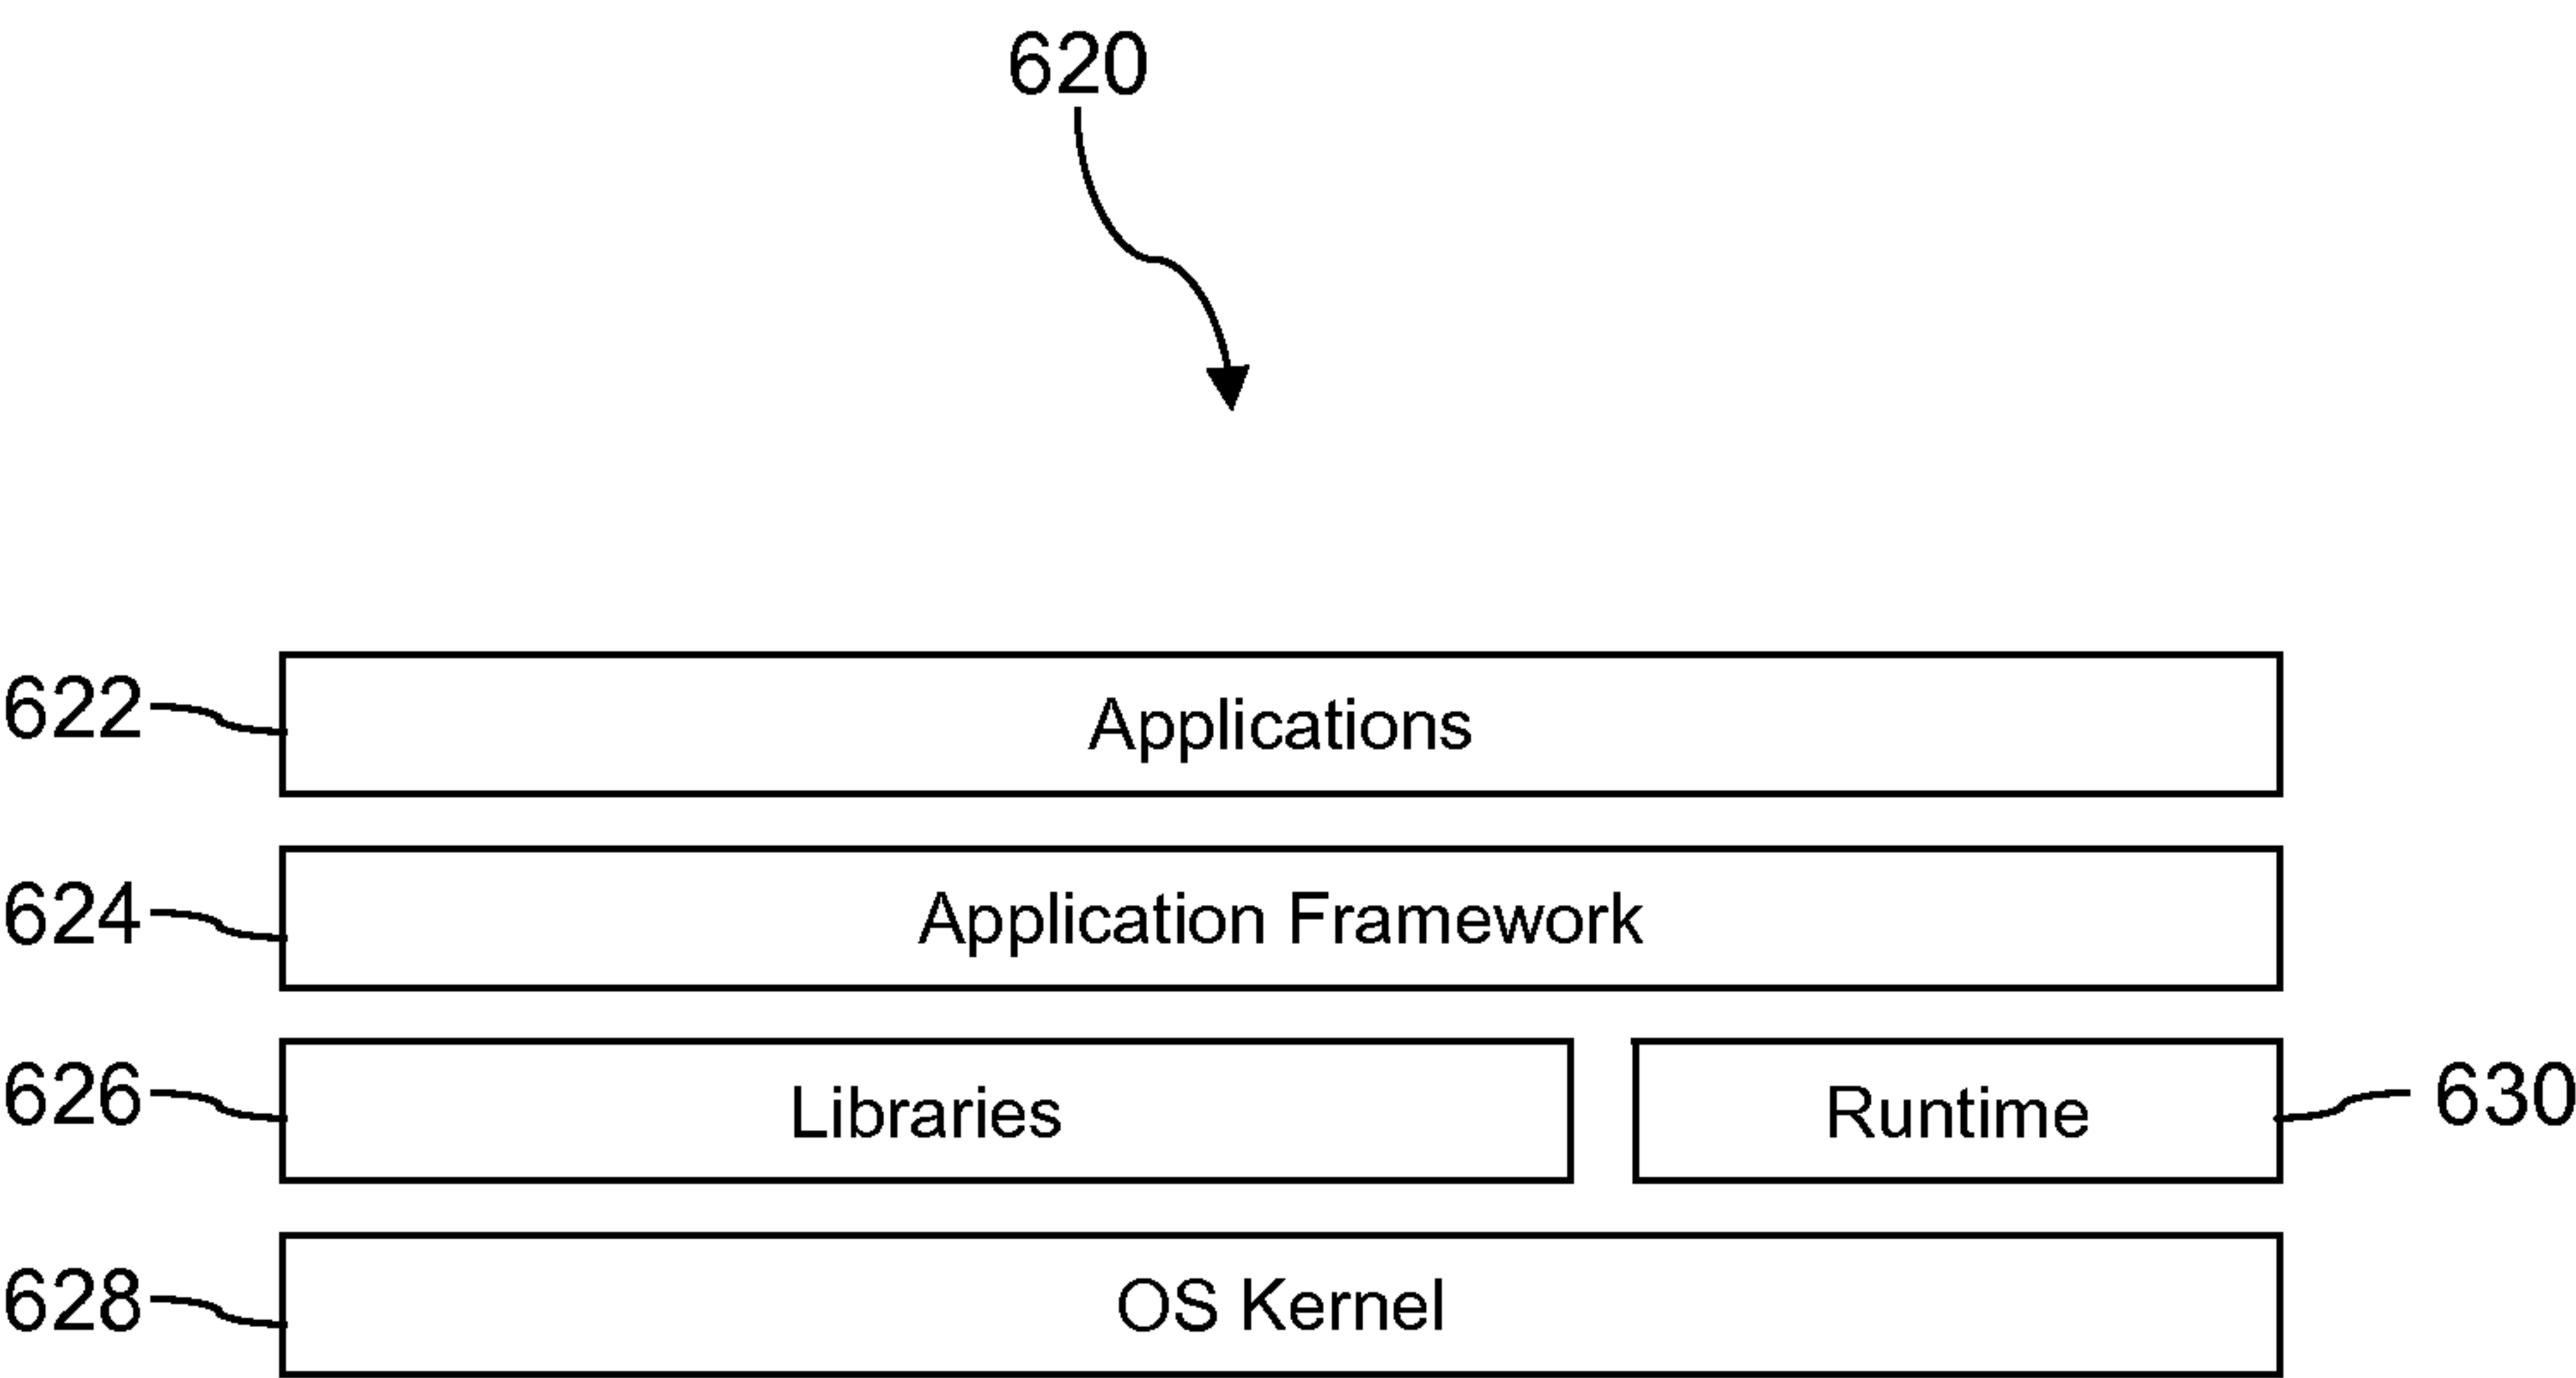 620
622 Applications
624 Application Framework
626 Libraries Runtime 630
628 OS Kernel